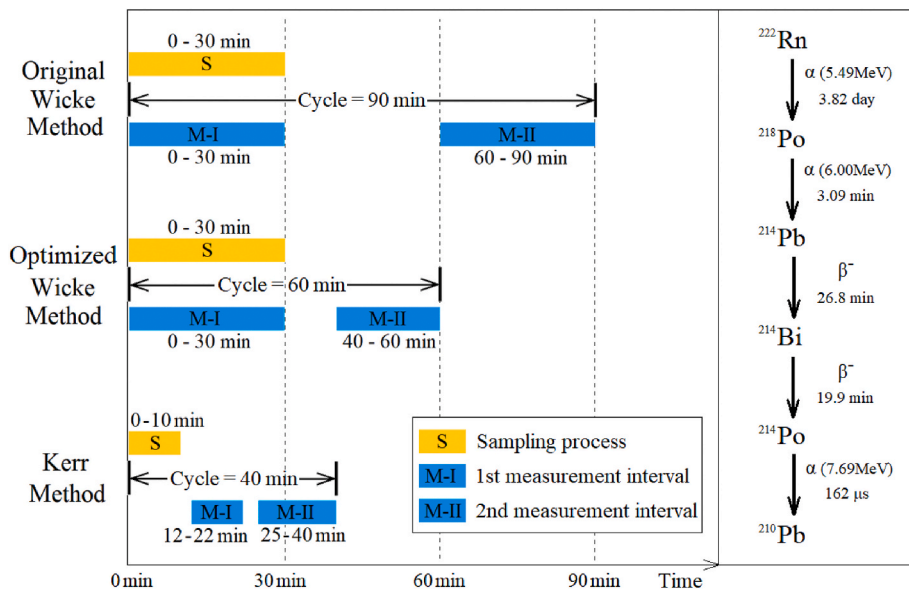 0 - 30 min
S
Original
Wicke
Method
Cycle = 90 min
M-I
M-II
0 - 30 min
60 - 90 min
0 - 30 min
S
Optimized
Wicke
Method
Cycle = 60 min
M-I
M-II
0 - 30 min
40 - 60 min
0-10 min
S
Kerr
Method
Cycle = 40 min
M-I
M-II
12-22 min
25-40 min
S Sampling process
M-I 1st measurement interval
M-II 2nd measurement interval
0 min
30 min
60 min
90 min
Time
²²²Rn
α (5.49MeV)
3.82 day
²¹⁸Po
α (6.00MeV)
3.09 min
²¹⁴Pb
β⁻
26.8 min
²¹⁴Bi
β⁻
19.9 min
²¹⁴Po
α (7.69MeV)
162 μs
²¹⁰Pb